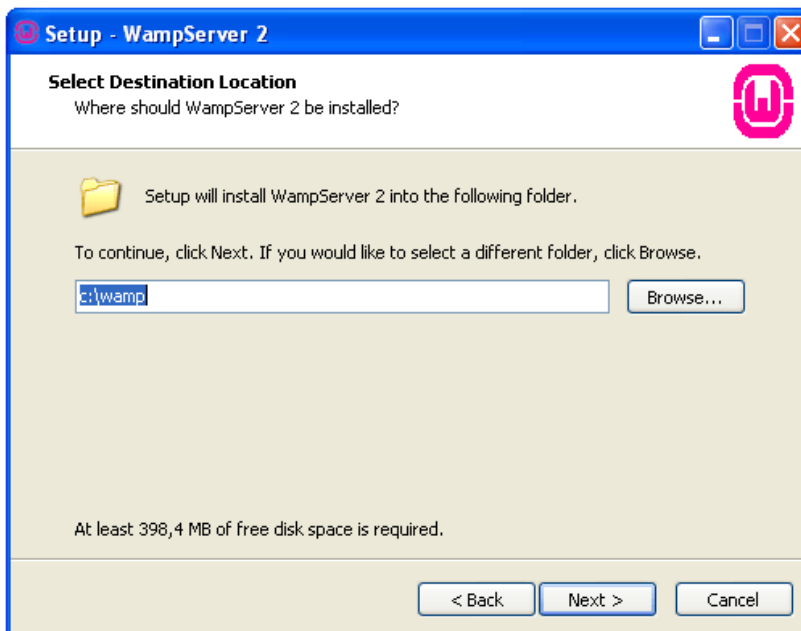 Setup - WampServer 2
Select Destination Location
Where should WampServer 2 be installed?
Setup will install WampServer 2 into the following folder.
To continue, click Next. If you would like to select a different folder, click Browse.
c:\wamp
Browse...
At least 398,4 MB of free disk space is required.
< Back
Next >
Cancel